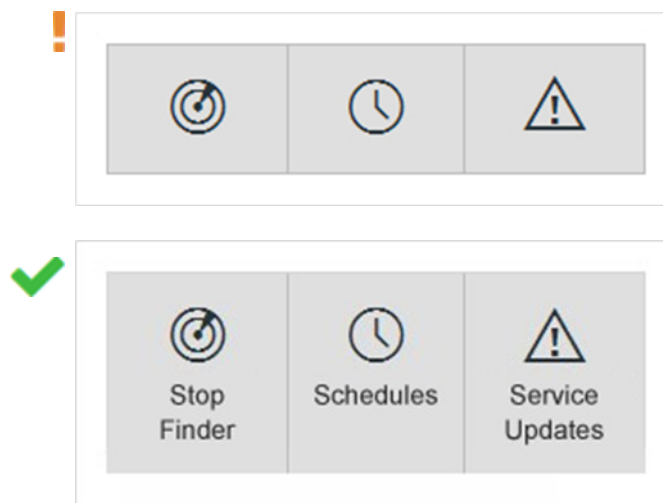 Stop
Finder
Schedules
Service
Updates